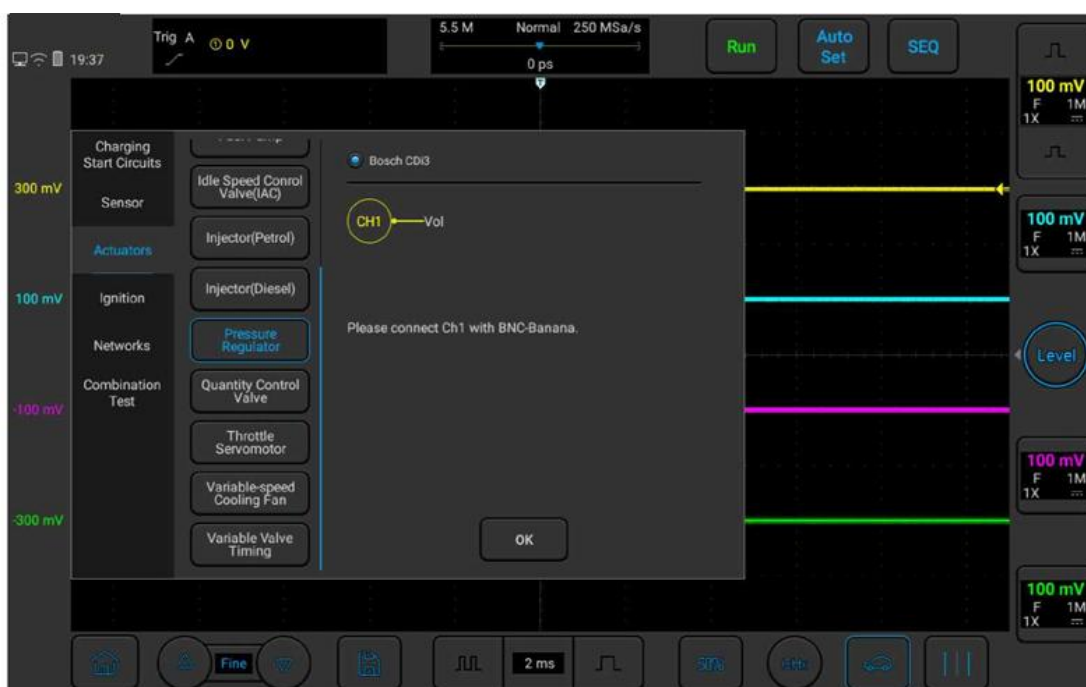 19:37
Trig A ① 0 V
5.5 M Normal 250 MSa/s
0 ps
Run
Auto
Set
SEQ
T
100 mV
F 1M
1X
100 mV
F 1M
1X
Level
100 mV
F 1M
1X
100 mV
F 1M
1X
300 mV
100 mV
-100 mV
-300 mV
Charging
Start Circuits
Sensor
Actuators
Ignition
Networks
Combination
Test
Idle Speed Conrol
Valve(IAC)
Injector(Petrol)
Injector(Diesel)
Pressure
Regulator
Quantity Control
Valve
Throttle
Servomotor
Variable-speed
Cooling Fan
Variable Valve
Timing
Bosch CDi3
CH1 Vol
Please connect Ch1 with BNC-Banana.
OK
Fine
2 ms